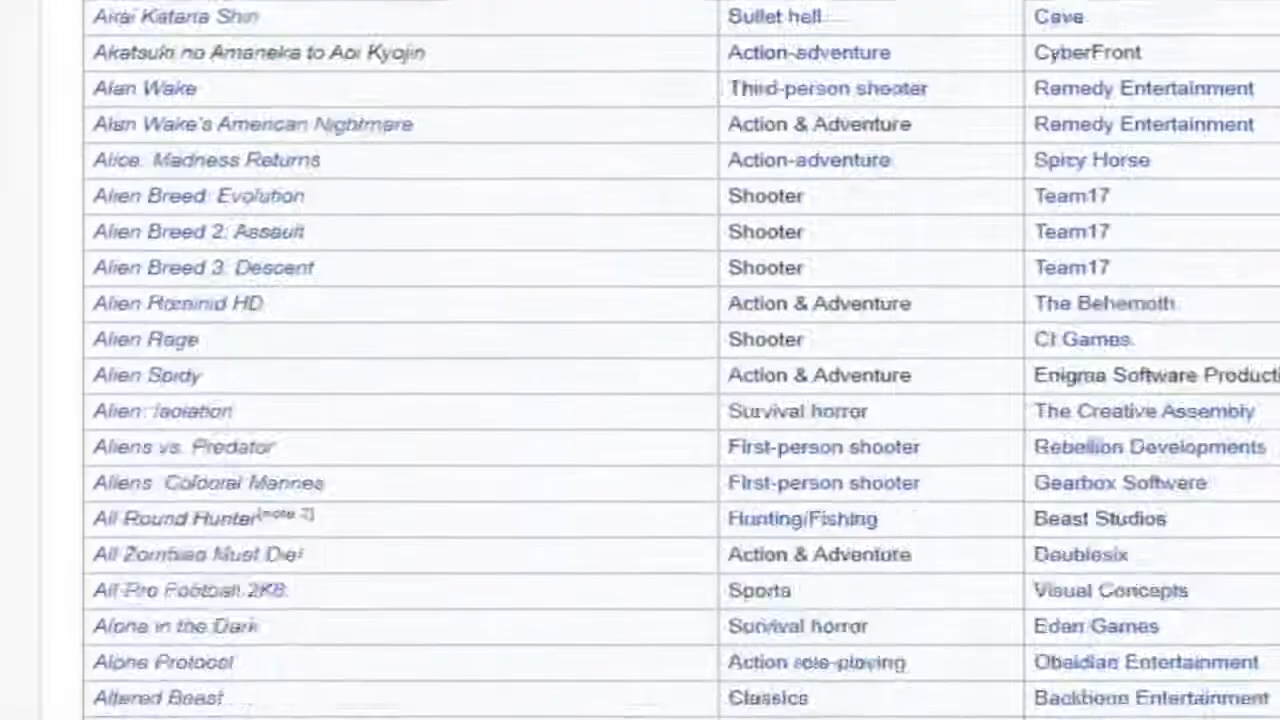 Akai Katana Shin Bullet hell Cave
Akatsuki no Amaneka to Aoi Kyojin Action-adventure CyberFront
Alan Wake Third-person shooter Remedy Entertainment
Alan Wake's American Nightmare Action & Adventure Remedy Entertainment
Alice: Madness Returns Action-adventure Spicy Horse
Alien Breed: Evolution Shooter Team17
Alien Breed 2: Assault Shooter Team17
Alien Breed 3: Descent Shooter Team17
Alien Hominid HD Action & Adventure The Behemoth
Alien Rage Shooter CI Games
Alien Spidy Action & Adventure Enigma Software Producti
Alien: Isolation Survival horror The Creative Assembly
Aliens vs. Predator First-person shooter Rebellion Developments
Aliens: Colonial Marines First-person shooter Gearbox Software
All Round Hunter[note 2] Hunting/Fishing Beast Studios
All Zombies Must Die! Action & Adventure Doublesix
All-Pro Football 2K8 Sports Visual Concepts
Alone in the Dark Survival horror Eden Games
Alpha Protocol Action role-playing Obsidian Entertainment
Altered Beast Classics Backbone Entertainment